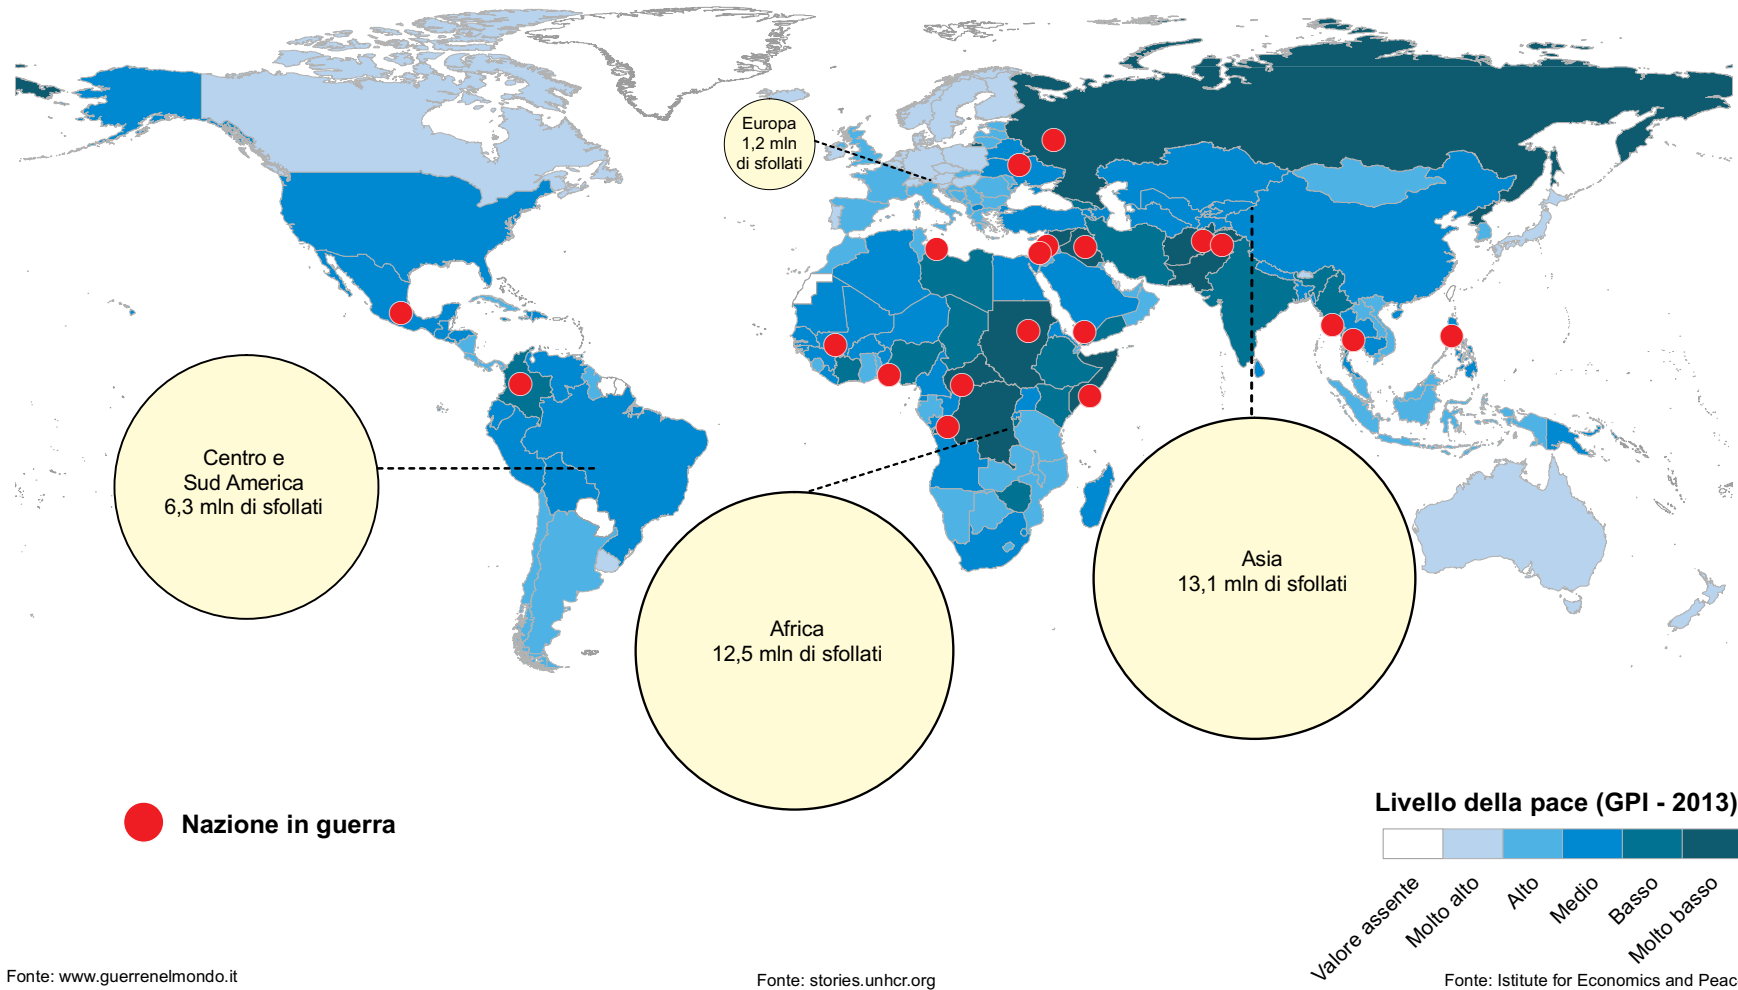 Europa
1,2 mln
di sfollati
Centro e
Sud America
6,3 mln di sfollati
Africa
12,5 mln di sfollati
Asia
13,1 mln di sfollati
Nazione in guerra
Livello della pace (GPI - 2013)
Valore assente
Molto alto
Alto
Medio
Basso
Molto basso
Fonte: www.guerrenelmondo.it
Fonte: stories.unhcr.org
Fonte: Istitute for Economics and Peac